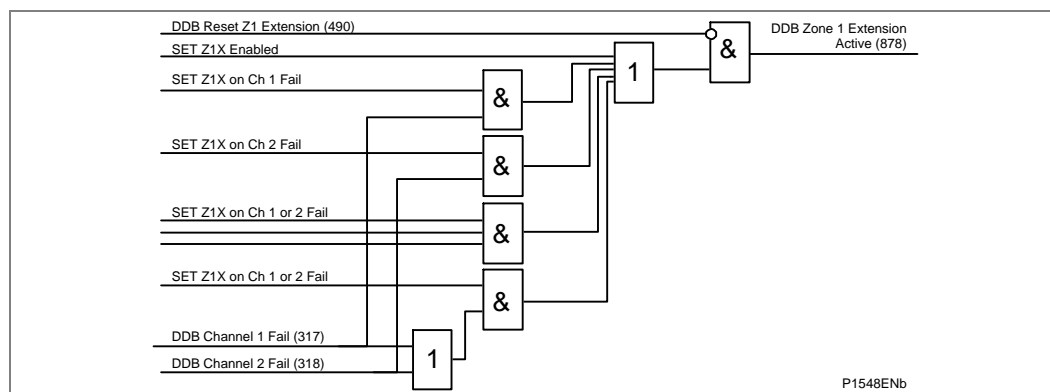 DDB Reset Z1 Extension (490)
DDB Zone 1 Extension
Active (878)
&
SET Z1X Enabled
1
SET Z1X on Ch 1 Fail
&
SET Z1X on Ch 2 Fail
&
SET Z1X on Ch 1 or 2 Fail
&
SET Z1X on Ch 1 or 2 Fail
&
DDB Channel 1 Fail (317)
1
DDB Channel 2 Fail (318)
P1548ENb